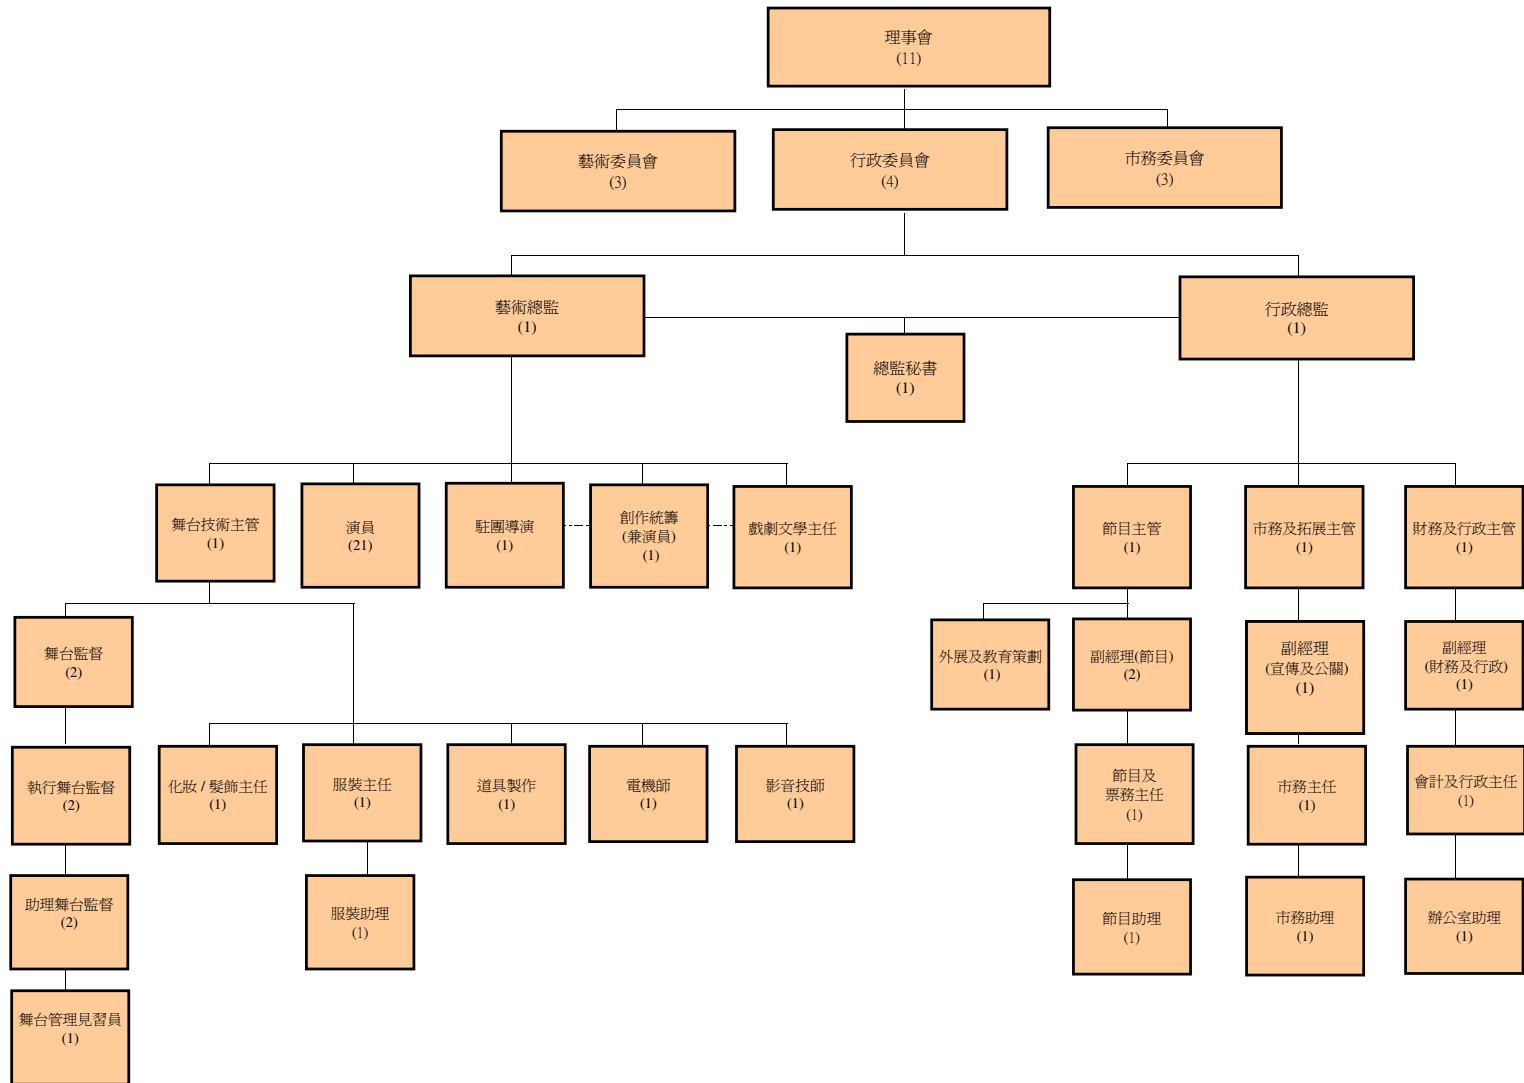 理事會
(11)
藝術委員會
(3)
行政委員會
(4)
市務委員會
(3)
藝術總監
(1)
行政總監
(1)
總監秘書
(1)
舞台技術主管
(1)
演員
(21)
駐團導演
(1)
創作統籌
(兼演員)
(1)
戲劇文學主任
(1)
節目主管
(1)
市務及拓展主管
(1)
財務及行政主管
(1)
舞台監督
(2)
外展及教育策劃
(1)
副經理(節目)
(2)
副經理
(宣傳及公關)
(1)
副經理
(財務及行政)
(1)
執行舞台監督
(2)
化妝 / 髮飾主任
(1)
服裝主任
(1)
道具製作
(1)
電機師
(1)
影音技師
(1)
節目及
票務主任
(1)
市務主任
(1)
會計及行政主任
(1)
助理舞台監督
(2)
服裝助理
(1)
節目助理
(1)
市務助理
(1)
辦公室助理
(1)
舞台管理見習員
(1)